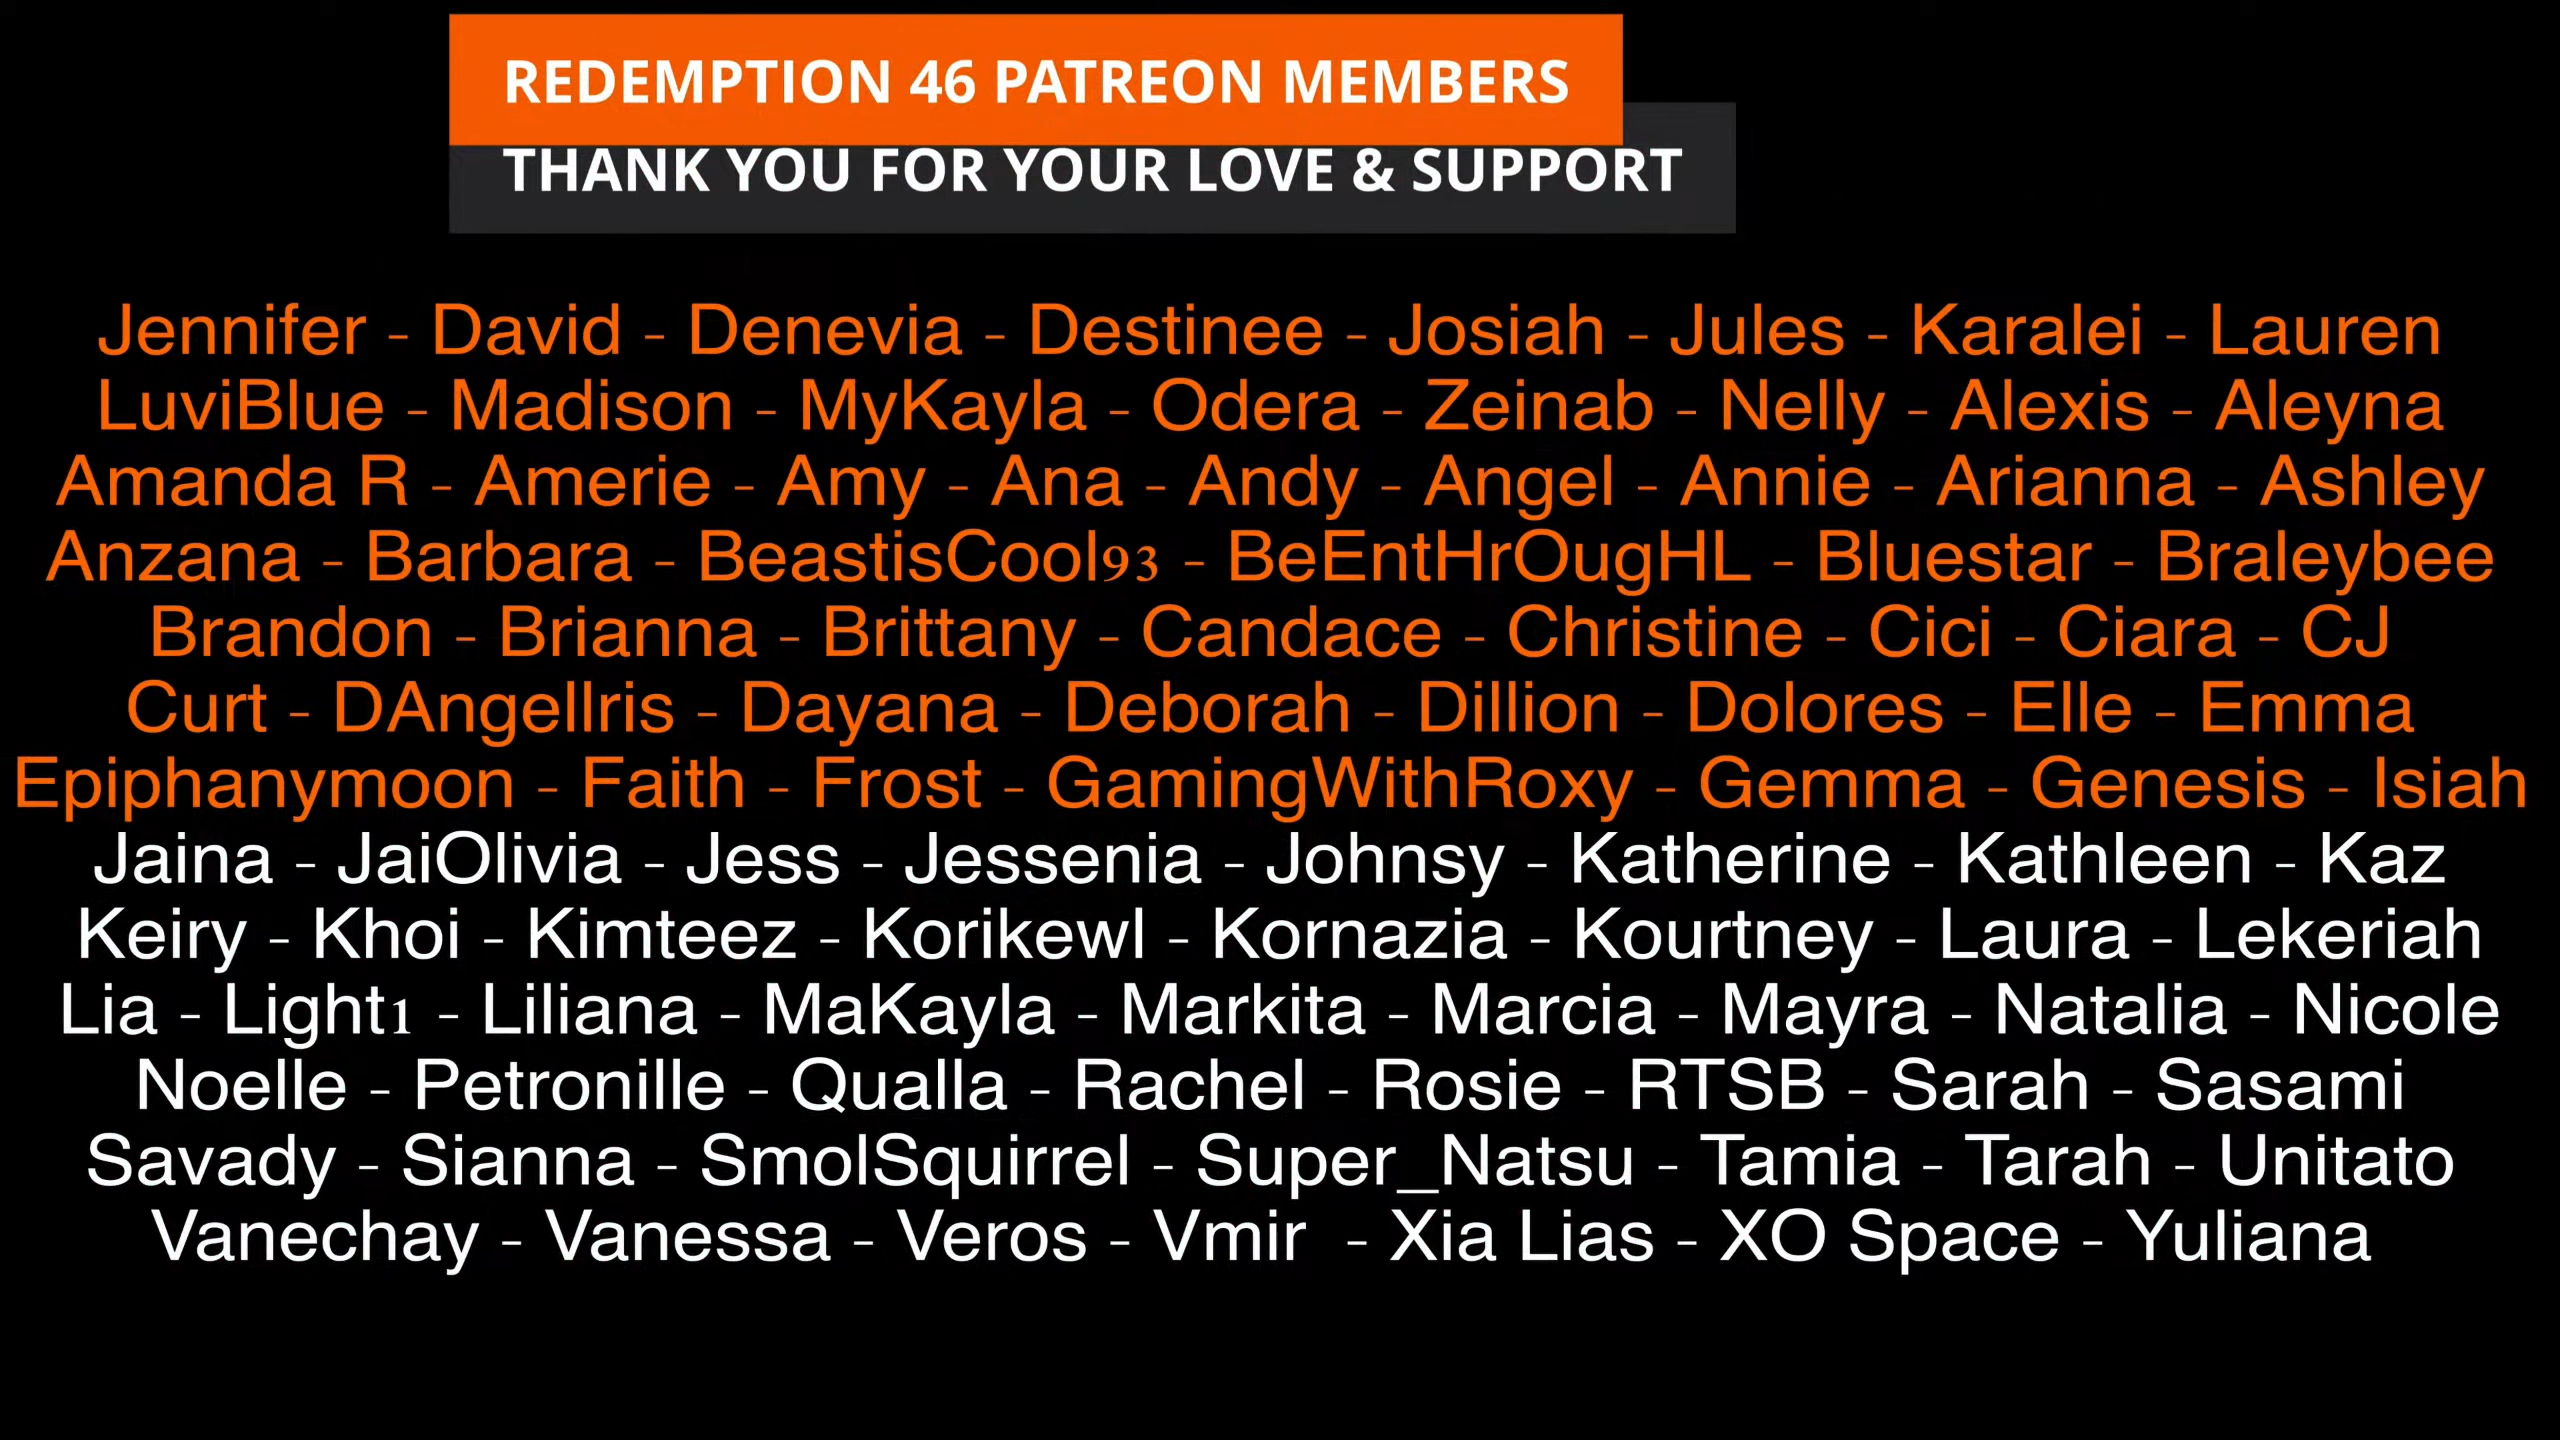 REDEMPTION 46 PATREON MEMBERS
THANK YOU FOR YOUR LOVE & SUPPORT
Jennifer - David - Denevia - Destinee - Josiah - Jules - Karalei - Lauren
LuviBlue - Madison - MyKayla - Odera - Zeinab - Nelly - Alexis - Aleyna
Amanda R - Amerie - Amy - Ana - Andy - Angel - Annie - Arianna - Ashley
Anzana - Barbara - BeastisCool93 - BeEntHrOugHL - Bluestar - Braleybee
Brandon - Brianna - Brittany - Candace - Christine - Cici - Ciara - CJ
Curt - DAngelIris - Dayana - Deborah - Dillion - Dolores - Elle - Emma
Epiphanymoon - Faith - Frost - GamingWithRoxy - Gemma - Genesis - Isiah
Jaina - JaiOlivia - Jess - Jessenia - Johnsy - Katherine - Kathleen - Kaz
Keiry - Khoi - Kimteez - Korikewl - Kornazia - Kourtney - Laura - Lekeriah
Lia - Light1 - Liliana - MaKayla - Markita - Marcia - Mayra - Natalia - Nicole
Noelle - Petronille - Qualla - Rachel - Rosie - RTSB - Sarah - Sasami
Savady - Sianna - SmolSquirrel - Super_Natsu - Tamia - Tarah - Unitato
Vanechay - Vanessa - Veros - Vmir - Xia Lias - XO Space - Yuliana